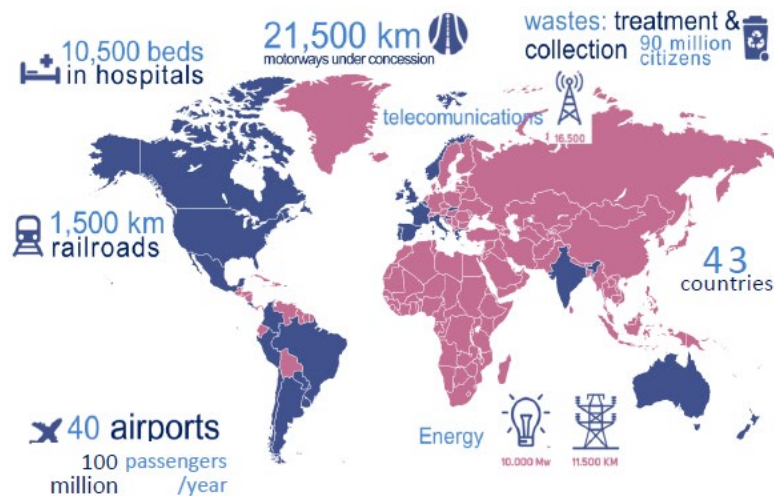 10,500 beds
in hospitals
21,500 km
motorways under concession
wastes: treatment &
collection 90 million
citizens
telecomunications
16.500
1,500 km
railroads
43
countries
40 airports
100 passengers
million /year
Energy
10.000 Mw
11.500 KM